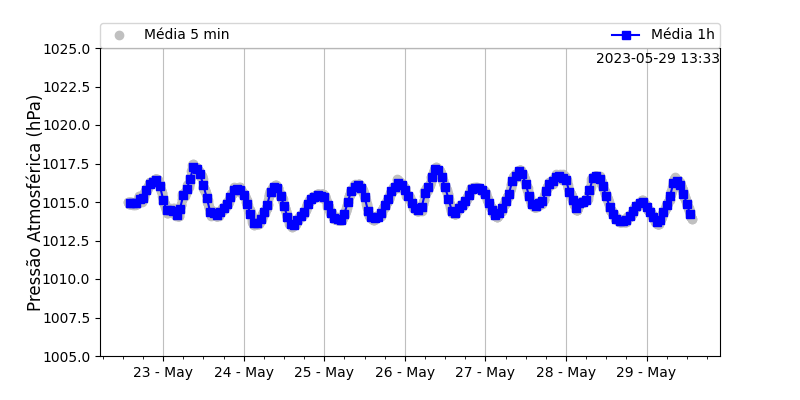 Média 5 min
Média 1h
2023-05-29 13:33
Pressão Atmosférica (hPa)
1025.0
1022.5
1020.0
1017.5
1015.0
1012.5
1010.0
1007.5
1005.0
23 - May
24 - May
25 - May
26 - May
27 - May
28 - May
29 - May